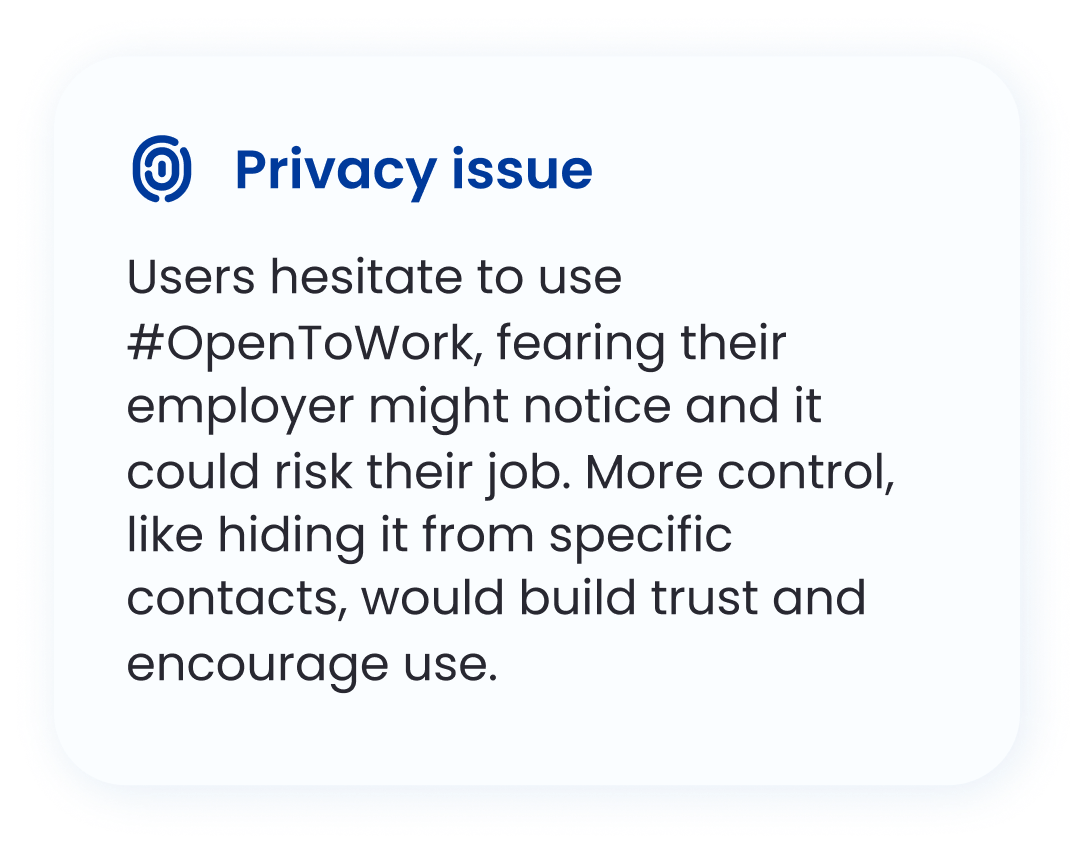 Privacy issue
Users hesitate to use
#OpenToWork, fearing their
employer might notice and it
could risk their job. More control,
like hiding it from specific
contacts, would build trust and
encourage use.